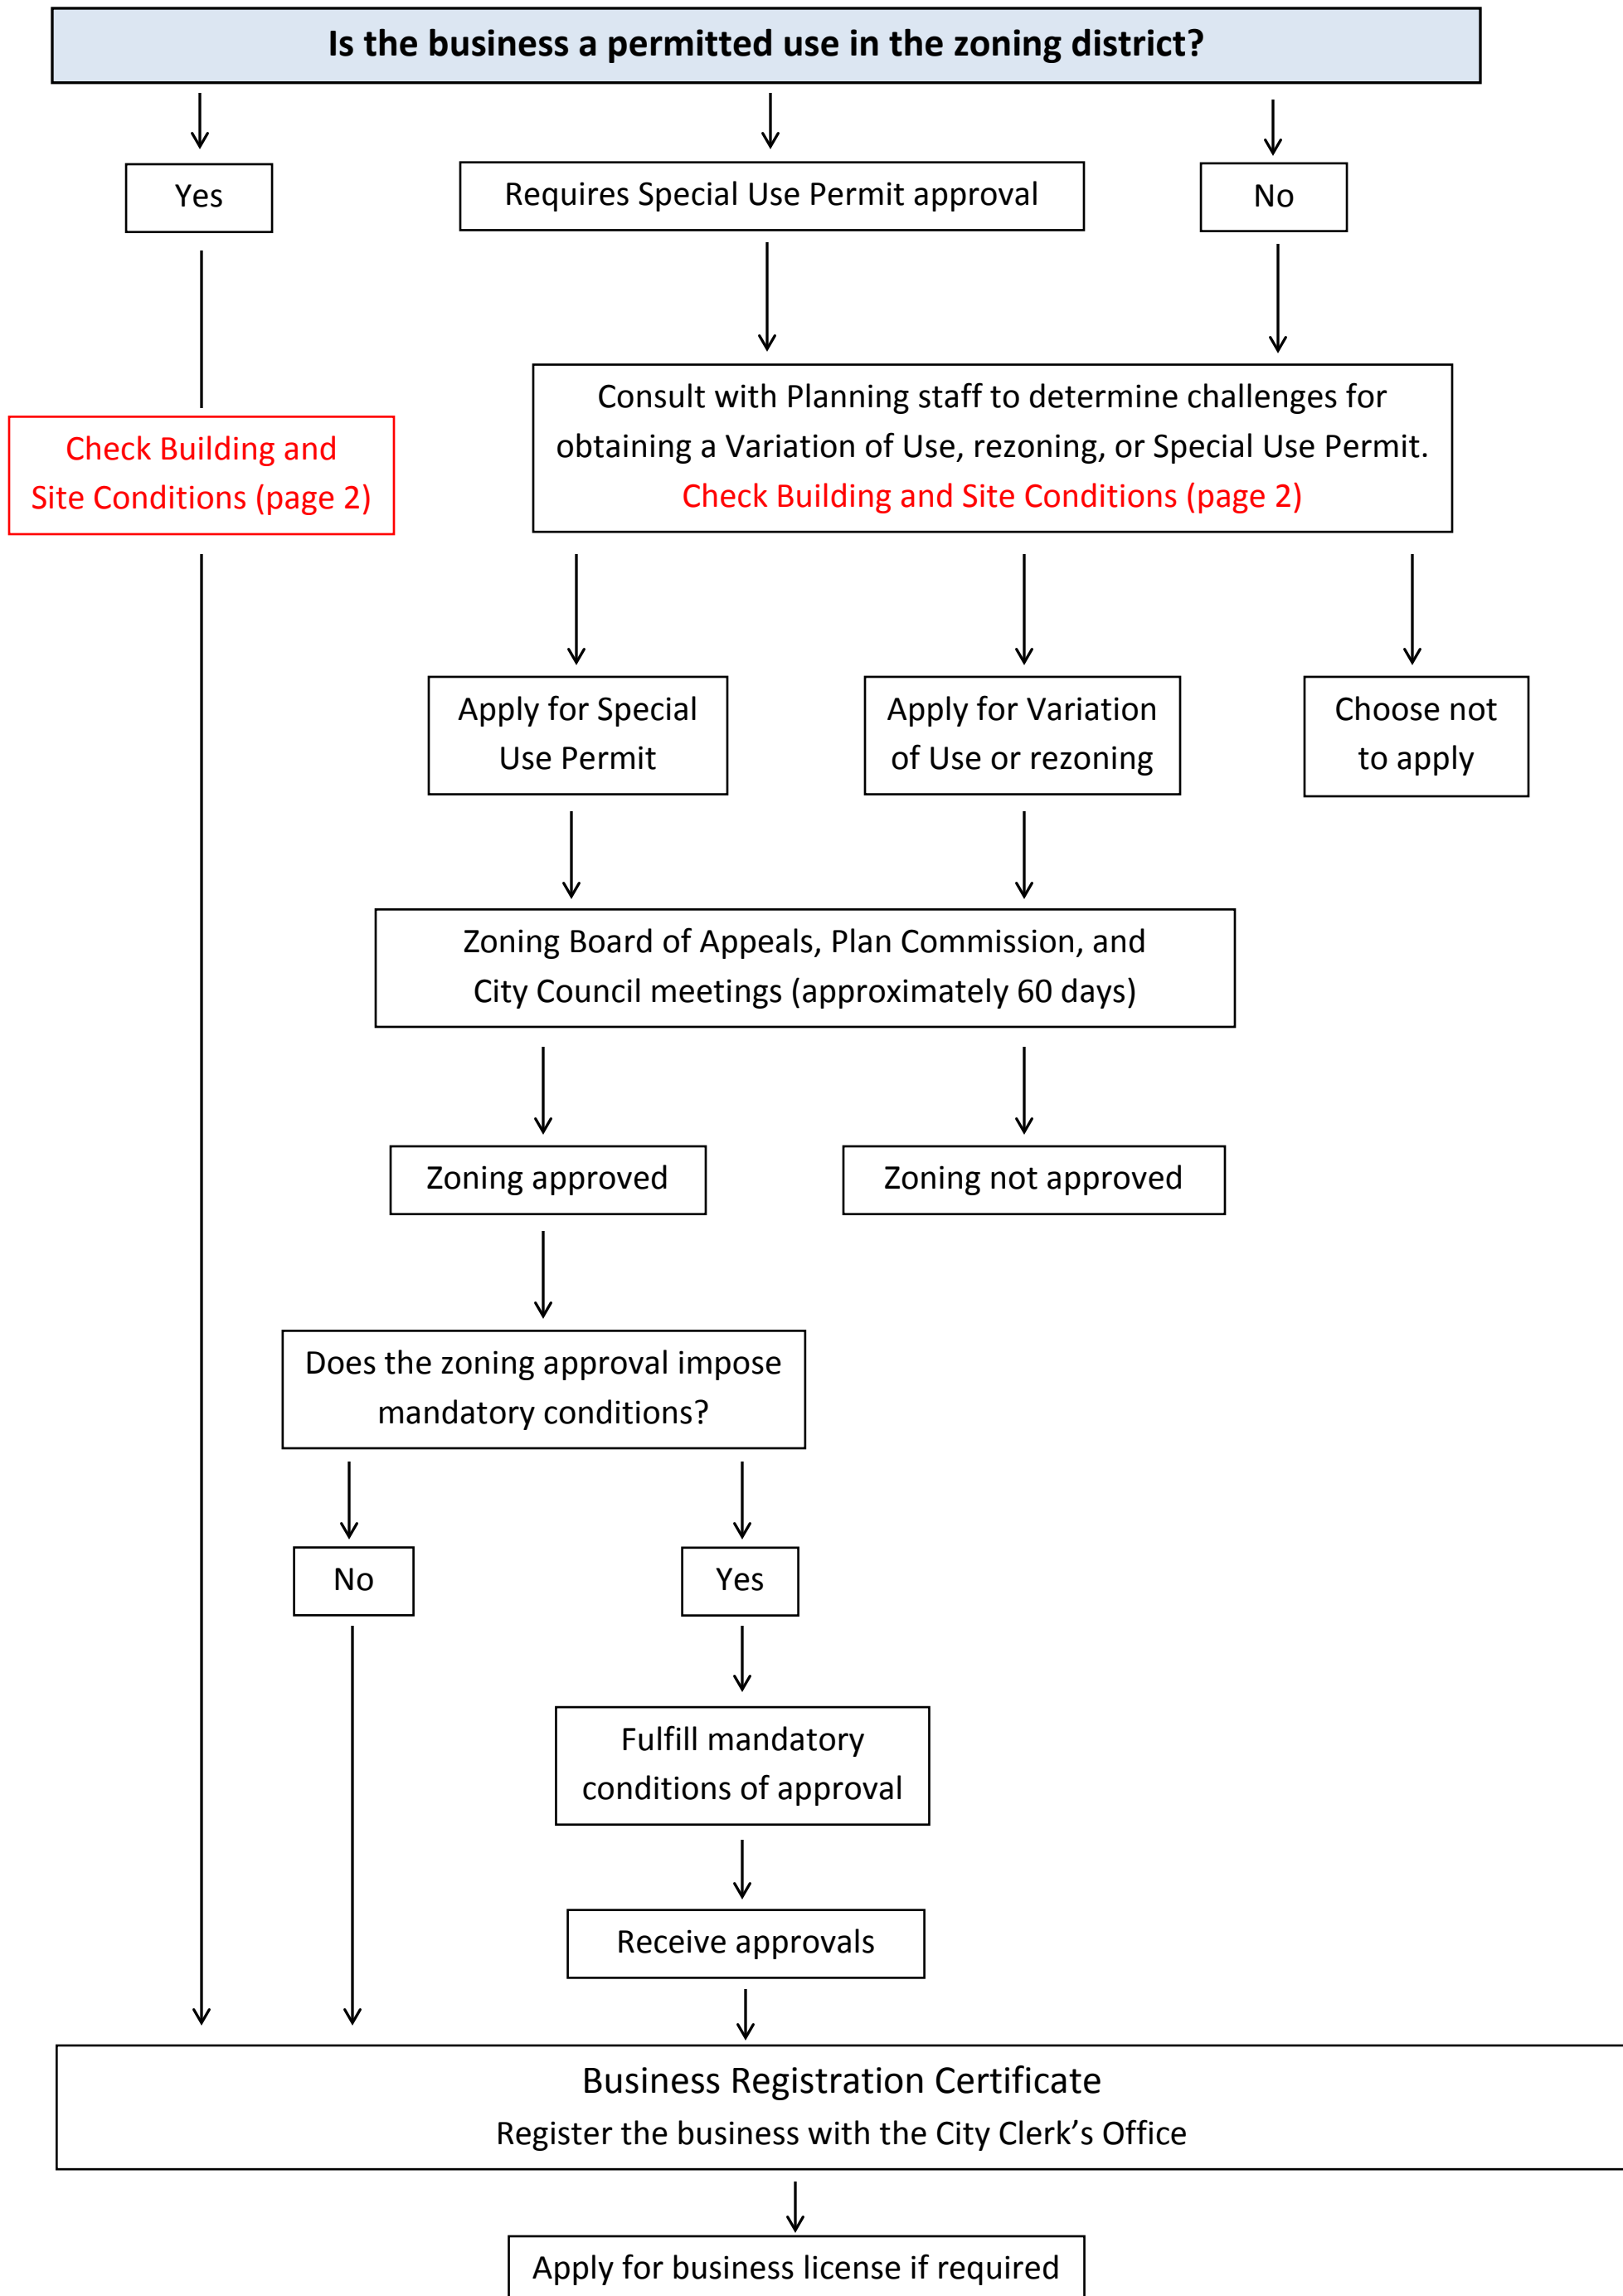 Is the business a permitted use in the zoning district?
Yes
Requires Special Use Permit approval
No
Check Building and
Site Conditions (page 2)
Consult with Planning staff to determine challenges for
obtaining a Variation of Use, rezoning, or Special Use Permit.
Check Building and Site Conditions (page 2)
Apply for Special
Use Permit
Apply for Variation
of Use or rezoning
Choose not
to apply
Zoning Board of Appeals, Plan Commission, and
City Council meetings (approximately 60 days)
Zoning approved
Zoning not approved
Does the zoning approval impose
mandatory conditions?
No
Yes
Fulfill mandatory
conditions of approval
Receive approvals
Business Registration Certificate
Register the business with the City Clerk’s Office
Apply for business license if required